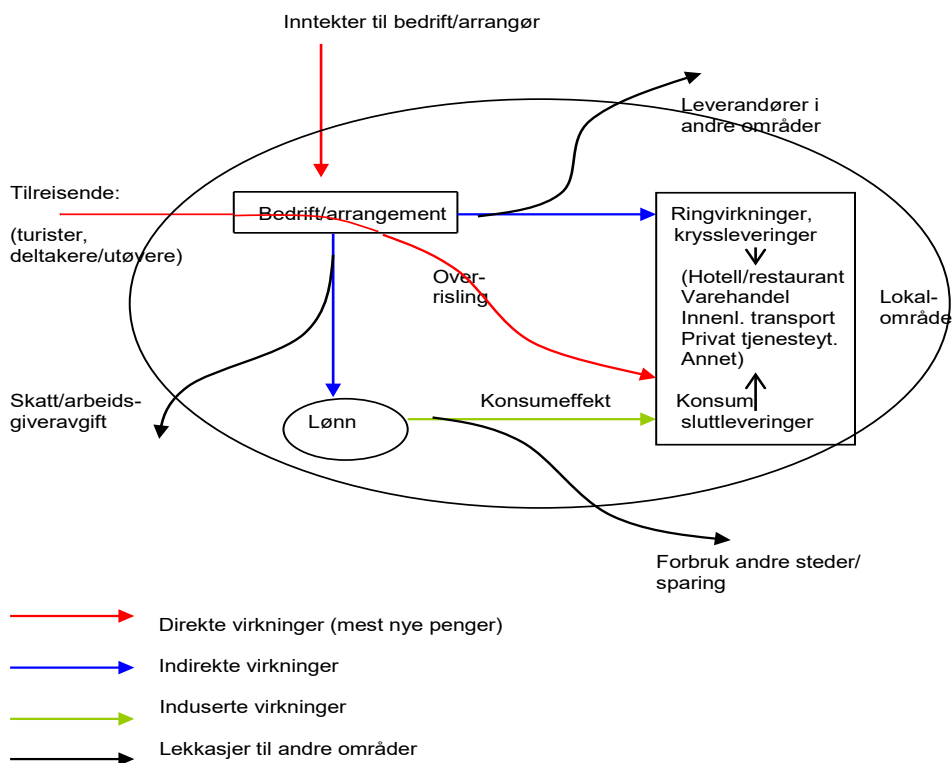 Inntekter til bedrift/arrangør
Leverandører i
andre områder
Tilreisende:
(turister,
deltakere/utøvere)
Bedrift/arrangement
Ringvirkninger,
kryssleveringer
(Hotell/restaurant
Varehandel
Innenl. transport
Privat tjenesteyt.
Annet)
Konsum
sluttleveringer
Over-
risling
Lokal-
område
Skatt/arbeids-
giveravgift
Lønn
Konsumeffekt
Forbruk andre steder/
sparing
Direkte virkninger (mest nye penger)
Indirekte virkninger
Induserte virkninger
Lekkasjer til andre områder